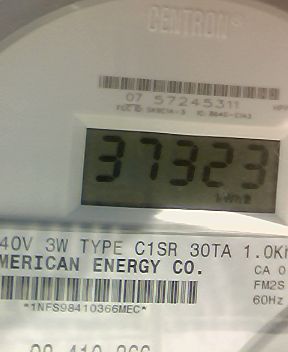 CENTRON®
07 57245311
37323
kWh
40V 3W TYPE C1SR 30TA 1.0K
MERICAN ENERGY CO.
CA 0
FM2S
60Hz
*1NFS98410366MEC*